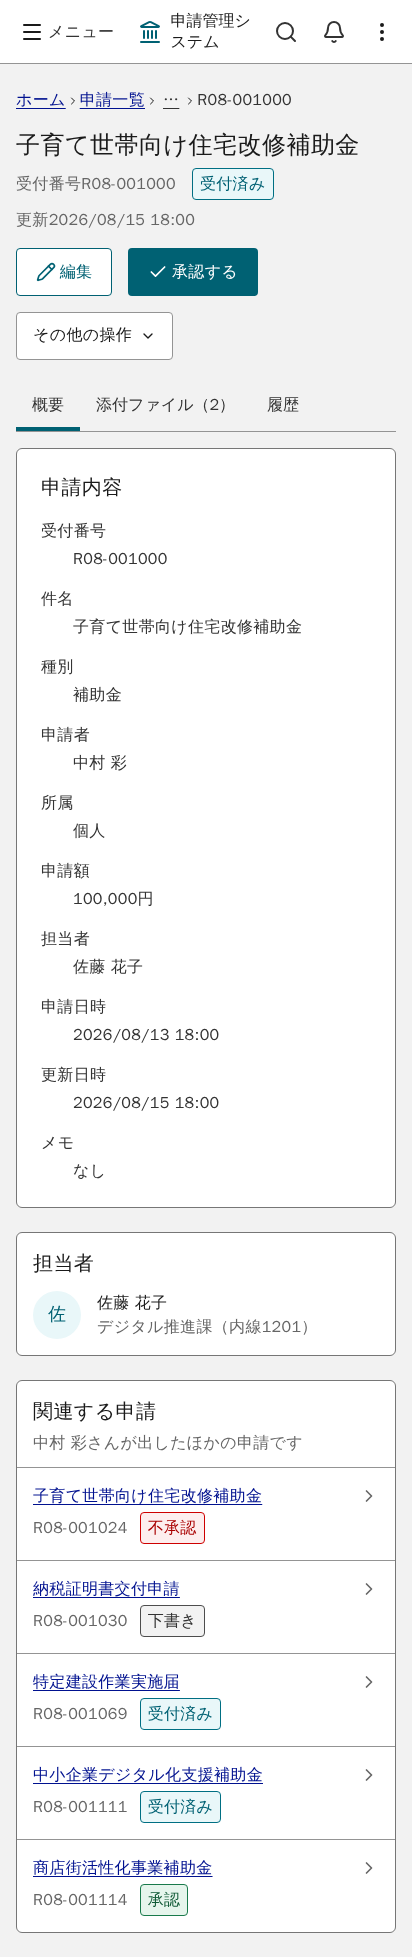 メニュー
申請管理システム
ホーム › 申請一覧 › … › R08-001000
子育て世帯向け住宅改修補助金
受付番号R08-001000 受付済み
更新2026/08/15 18:00
編集 承認する
その他の操作
概要 添付ファイル（2） 履歴
申請内容
受付番号
R08-001000
件名
子育て世帯向け住宅改修補助金
種別
補助金
申請者
中村 彩
所属
個人
申請額
100,000円
担当者
佐藤 花子
申請日時
2026/08/13 18:00
更新日時
2026/08/15 18:00
メモ
なし
担当者
佐
佐藤 花子
デジタル推進課（内線1201）
関連する申請
中村 彩さんが出したほかの申請です
子育て世帯向け住宅改修補助金
R08-001024 不承認
納税証明書交付申請
R08-001030 下書き
特定建設作業実施届
R08-001069 受付済み
中小企業デジタル化支援補助金
R08-001111 受付済み
商店街活性化事業補助金
R08-001114 承認